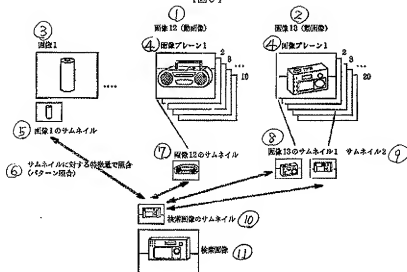 ①
②
画像12（動画像）
画像13（動画像）
③
画像1
④ 画像プレーン1
2
3
…
10
④ 画像プレーン1
2
3
…
20
……
⑤ 画像1のサムネイル
⑥ サムネイルに対する特徴量で照合
（パターン照合）
⑦ 画像12のサムネイル
⑧
画像13のサムネイル1 サムネイル2 ⑨
検索画像のサムネイル ⑩
検索画像 ⑪